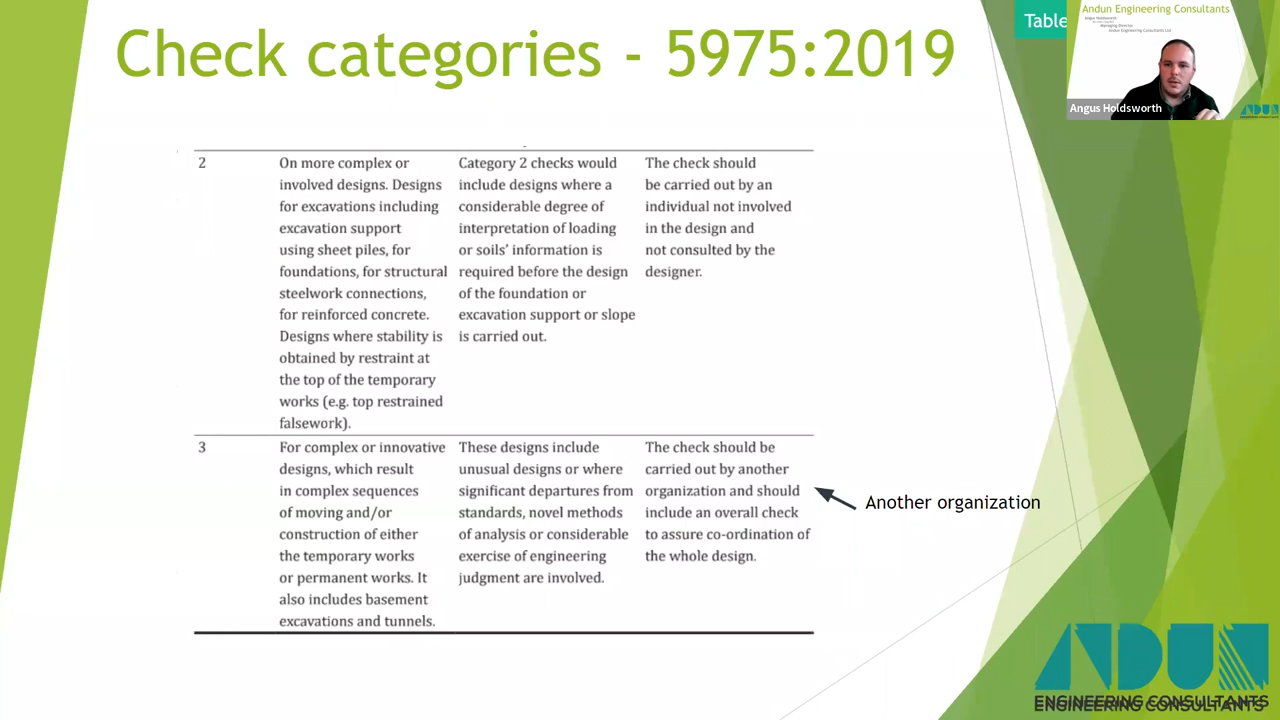 Check categories - 5975:2019
Table
Andun Engineering Consultants
Angus Holdsworth
Managing Director
Andun Engineering Consultants Ltd
Angus Holdsworth
2
On more complex or
involved designs. Designs
for excavations including
excavation support
using sheet piles, for
foundations, for structural
steelwork connections,
for reinforced concrete.
Designs where stability is
obtained by restraint at
the top of the temporary
works (e.g. top restrained
falsework).
Category 2 checks would
include designs where a
considerable degree of
interpretation of loading
or soils’ information is
required before the design
of the foundation or
excavation support or slope
is carried out.
The check should
be carried out by an
individual not involved
in the design and
not consulted by the
designer.
3
For complex or innovative
designs, which result
in complex sequences
of moving and/or
construction of either
the temporary works
or permanent works. It
also includes basement
excavations and tunnels.
These designs include
unusual designs or where
significant departures from
standards, novel methods
of analysis or considerable
exercise of engineering
judgment are involved.
The check should be
carried out by another
organization and should
include an overall check
to assure co-ordination of
the whole design.
Another organization
ANDUN
ENGINEERING CONSULTANTS